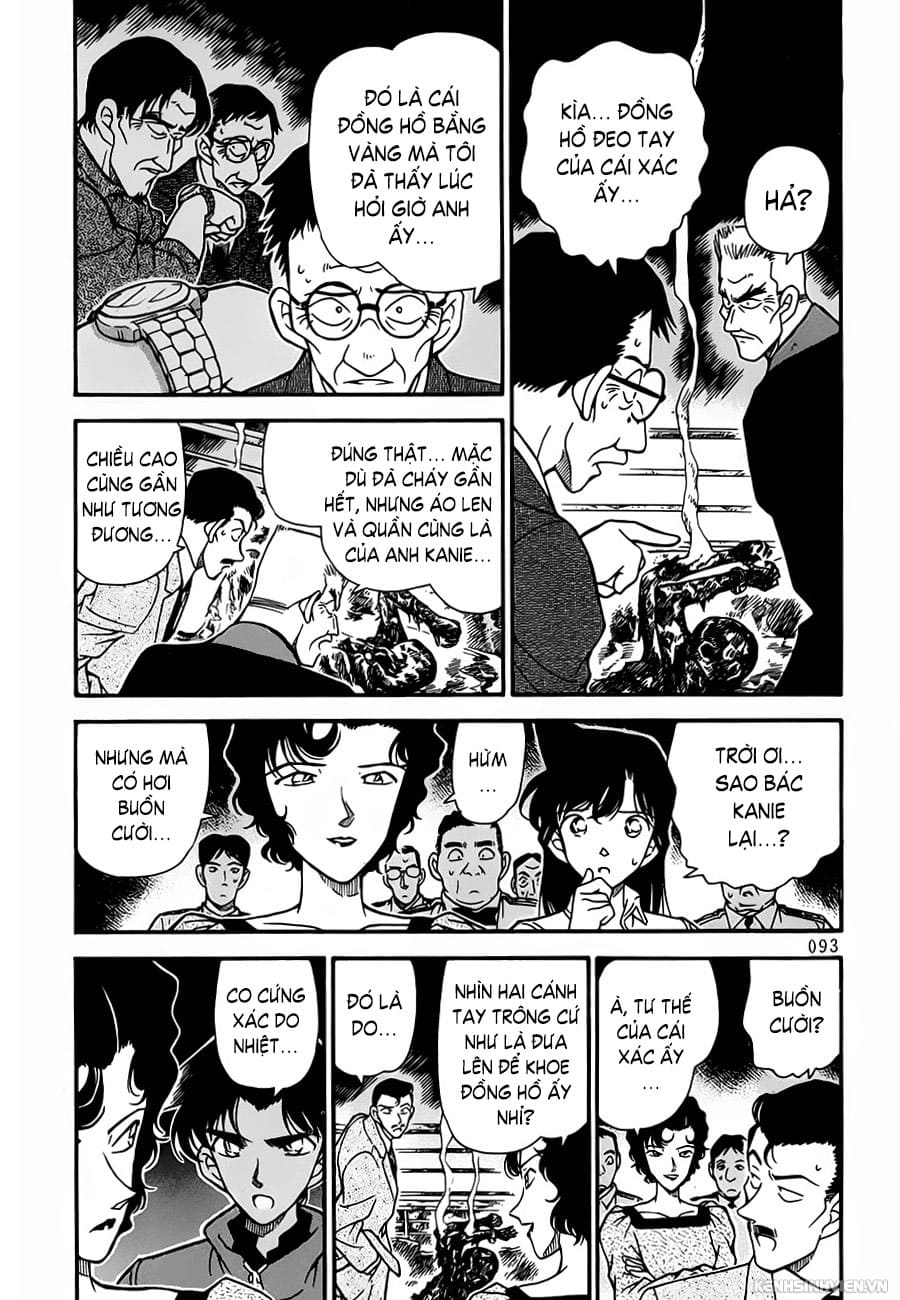 HẢ?
KÌA... ĐỒNG
HỒ ĐEO TAY
CỦA CÁI XÁC
ẤY...
ĐÓ LÀ CÁI
ĐỒNG HỒ BẰNG
VÀNG MÀ TÔI
ĐÃ THẤY LÚC
HỎI GIỜ ANH
ẤY...
ĐÚNG THẬT... MẶC
DÙ ĐÃ CHÁY GẦN
HẾT, NHƯNG ÁO LEN
VÀ QUẦN CŨNG LÀ
CỦA ANH KANIE...
CHIỀU CAO
CŨNG GẦN
NHƯ TƯƠNG
ĐƯƠNG...
TRỜI ƠI...
SAO BÁC
KANIE
LẠI...?
HỪM
...
NHƯNG MÀ
CÓ HƠI
BUỒN
CƯỜI...
093
BUỒN
CƯỜI?
À, TƯ THẾ
CỦA CÁI
XÁC ẤY
...
NHÌN HAI CÁNH
TAY TRÔNG CỨ
NHƯ LÀ ĐƯA
LÊN ĐỂ KHOE
ĐỒNG HỒ ẤY
NHỈ?
ĐÓ LÀ
DO...
CO CỨNG
XÁC DO
NHIỆT...
KENHSINHVIEN.VN